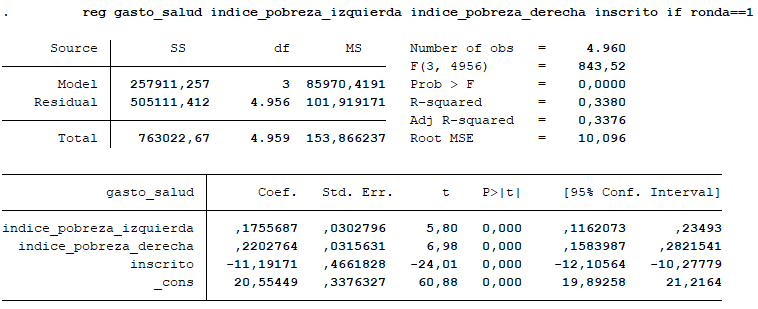 . reg gasto_salud indice_pobreza_izquierda indice_pobreza_derecha inscrito if ronda==1
Source SS df MS Number of obs = 4.960
F(3, 4956) = 843,52
Model 257911,257 3 85970,4191 Prob > F = 0,0000
Residual 505111,412 4.956 101,919171 R-squared = 0,3380
Adj R-squared = 0,3376
Total 763022,67 4.959 153,866237 Root MSE = 10,096
gasto_salud Coef. Std. Err. t P>|t| [95% Conf. Interval]
indice_pobreza_izquierda ,1755687 ,0302796 5,80 0,000 ,1162073 ,23493
indice_pobreza_derecha ,2202764 ,0315631 6,98 0,000 ,1583987 ,2821541
inscrito -11,19171 ,4661828 -24,01 0,000 -12,10564 -10,27779
_cons 20,55449 ,3376327 60,88 0,000 19,89258 21,2164